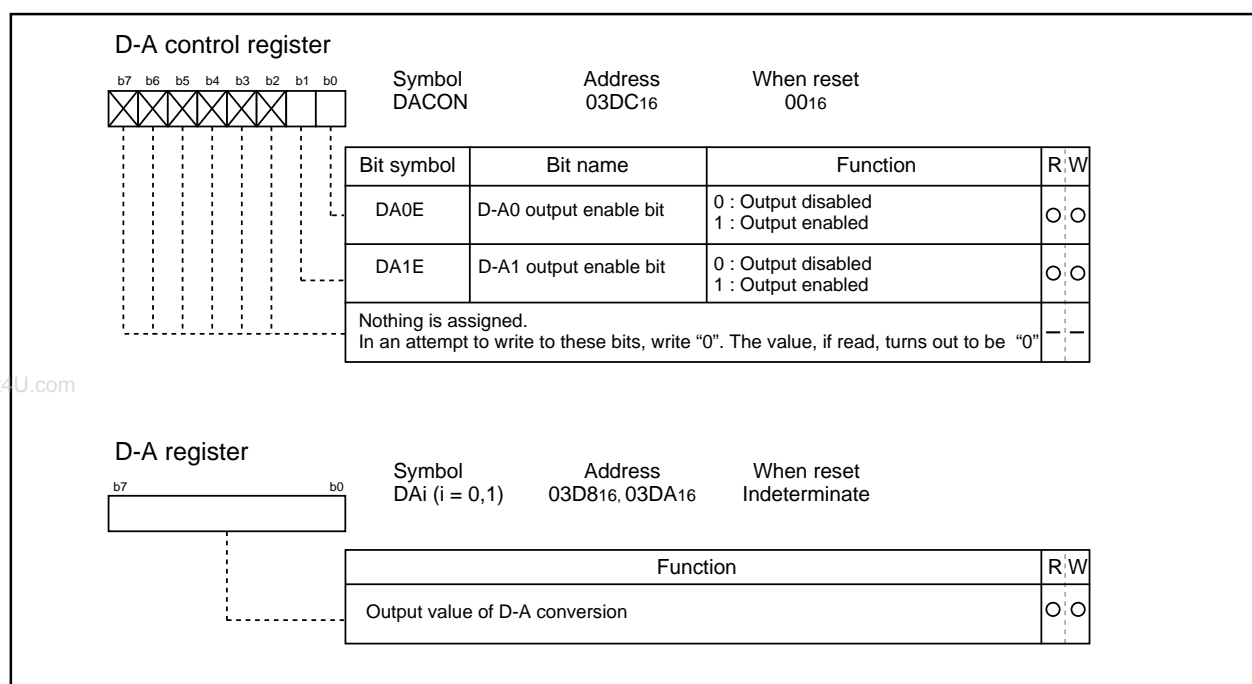 D-A control register
b7 b6 b5 b4 b3 b2 b1 b0
Symbol Address When reset
DACON 03DC16 0016
Bit symbol Bit name Function R W
DA0E D-A0 output enable bit 0 : Output disabled
1 : Output enabled
DA1E D-A1 output enable bit 0 : Output disabled
1 : Output enabled
Nothing is assigned.
In an attempt to write to these bits, write “0”. The value, if read, turns out to be “0”
4U.com
D-A register
b7 b0
Symbol Address When reset
DAi (i = 0,1) 03D816, 03DA16 Indeterminate
Function R W
Output value of D-A conversion